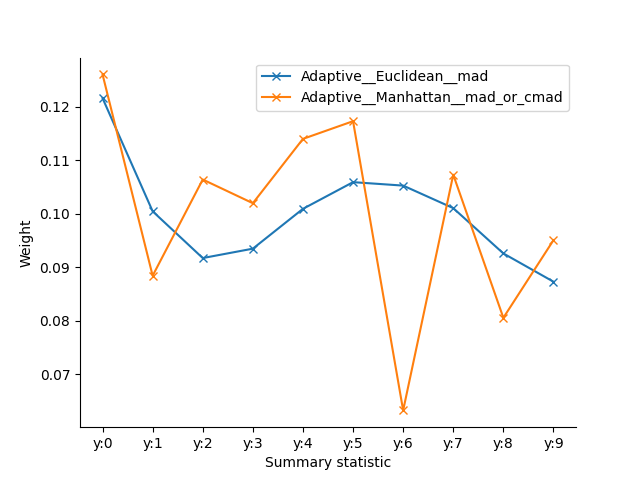 Adaptive__Euclidean__mad
Adaptive__Manhattan__mad_or_cmad
Weight
0.12
0.11
0.10
0.09
0.08
0.07
y:0 y:1 y:2 y:3 y:4 y:5 y:6 y:7 y:8 y:9
Summary statistic